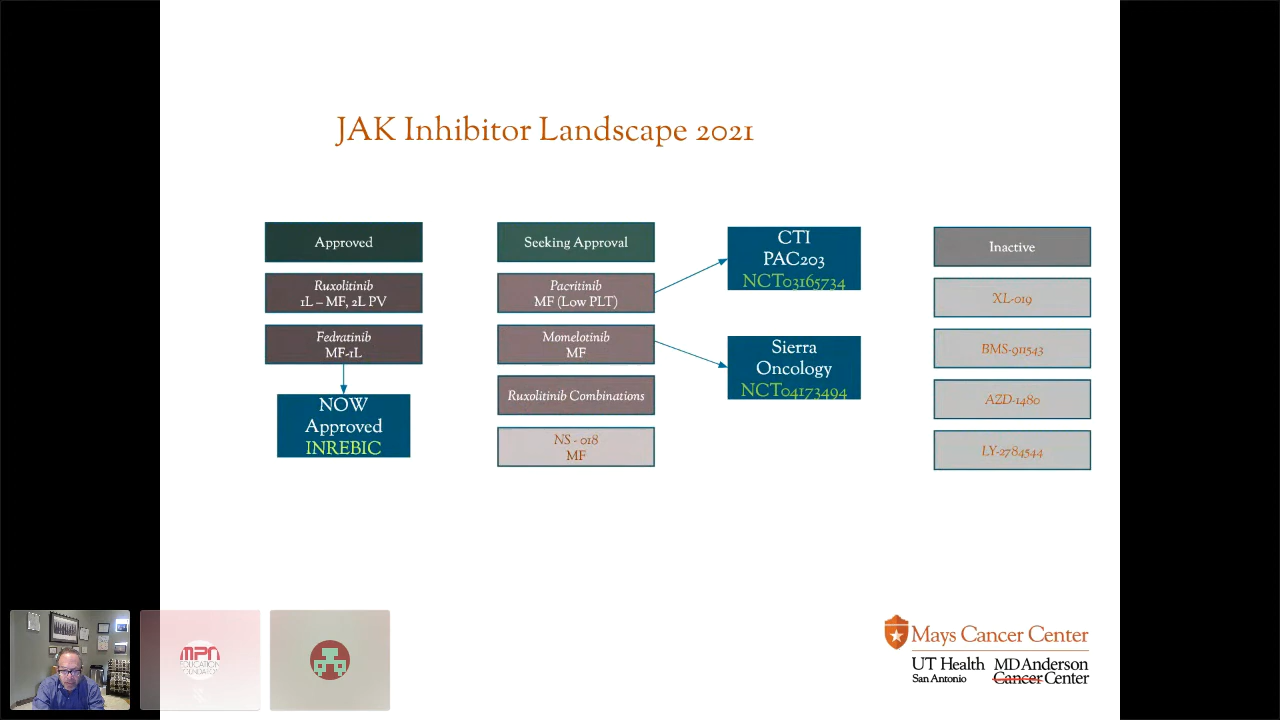 JAK Inhibitor Landscape 2021
Approved
Ruxolitinib
1L – MF, 2L PV
Fedratinib
MF-1L
NOW
Approved
INREBIC
Seeking Approval
Pacritinib
MF (Low PLT)
Momelotinib
MF
Ruxolitinib Combinations
NS - 018
MF
CTI
PAC203
NCT03165734
Sierra
Oncology
NCT04173494
Inactive
XL-019
BMS-911543
AZD-1480
LY-2784544
MPN
EDUCATION
FOUNDATION
Mays Cancer Center
UT Health
San Antonio
MD Anderson
Cancer Center